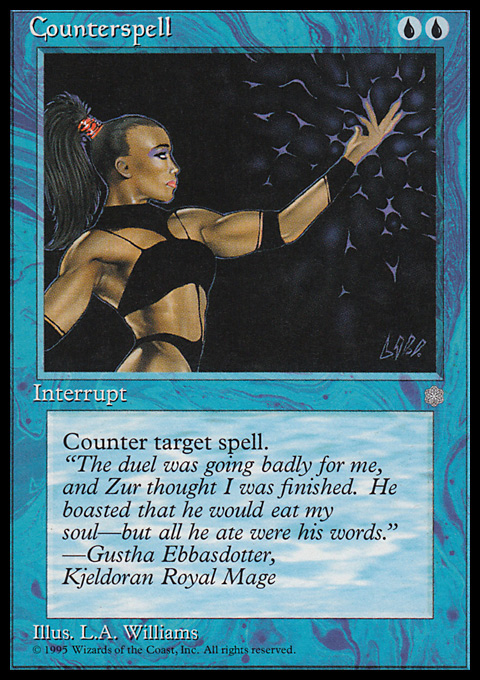 Counterspell
Interrupt
Counter target spell.
“The duel was going badly for me,
and Zur thought I was finished. He
boasted that he would eat my
soul—but all he ate were his words.”
—Gustha Ebbasdotter,
Kjeldoran Royal Mage
Illus. L.A. Williams
© 1995 Wizards of the Coast, Inc. All rights reserved.